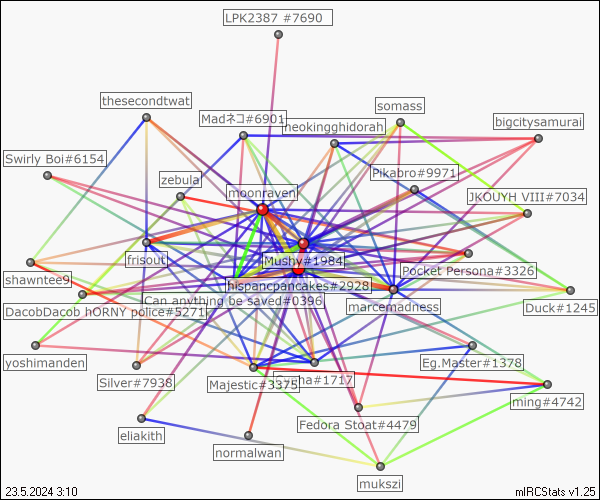 LPK2387 #7690
thesecondtwat
somass
Madネコ#6901
neokingghidorah
bigcitysamurai
Swirly Boi#6154
Pikabro#9971
zebula
moonraven
JKOUYH VIII#7034
frisout
Mushy#1984
shawntee9
Pocket Persona#3326
hispancpancakes#2928
Can anything be saved#0396
marcemadness
DacobDacob hORNY police#5271
Duck#1245
yoshimanden
Eg.Master#1378
Silver#7938
Majestic#3375
#1717
ming#4742
Fedora Stoat#4479
eliakith
normalwan
mukszi
23.5.2024 3:10
mIRCStats v1.25